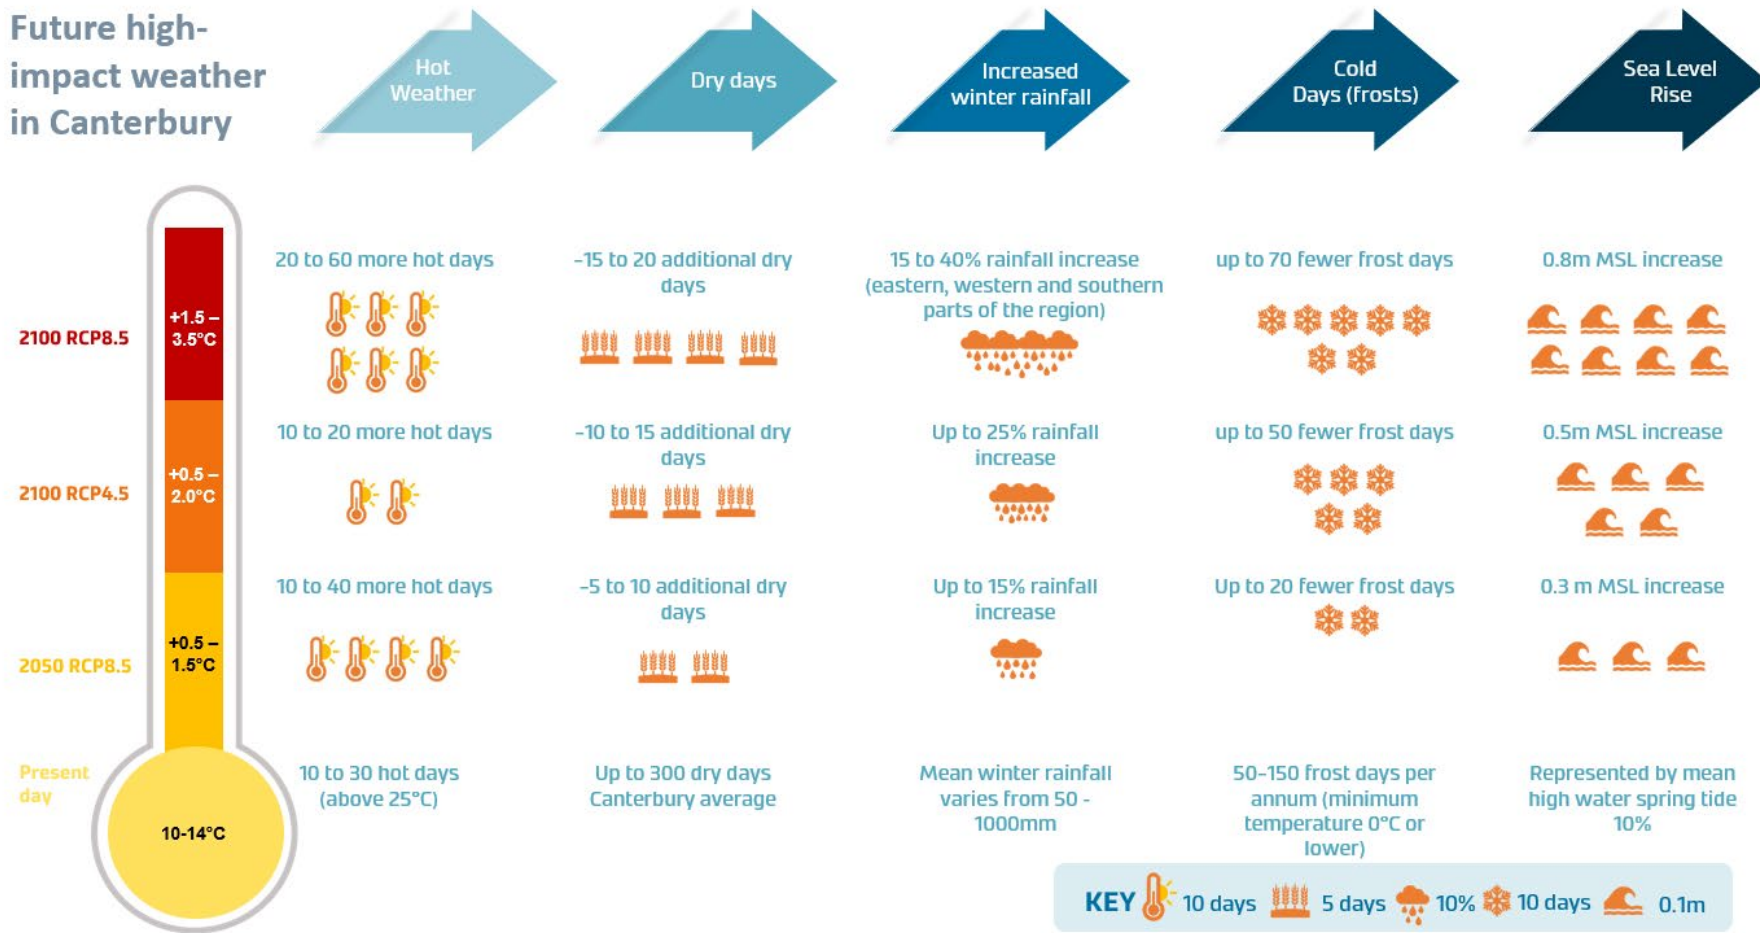 Future high-
impact weather
in Canterbury
Hot
Weather
Dry days
Increased
winter rainfall
Cold
Days (frosts)
Sea Level
Rise
2100 RCP8.5
+1.5 –
3.5°C
20 to 60 more hot days
-15 to 20 additional dry
days
15 to 40% rainfall increase
(eastern, western and southern
parts of the region)
up to 70 fewer frost days
0.8m MSL increase
2100 RCP4.5
+0.5 –
2.0°C
10 to 20 more hot days
-10 to 15 additional dry
days
Up to 25% rainfall
increase
up to 50 fewer frost days
0.5m MSL increase
2050 RCP8.5
+0.5 –
1.5°C
10 to 40 more hot days
-5 to 10 additional dry
days
Up to 15% rainfall
increase
Up to 20 fewer frost days
0.3 m MSL increase
Present
day
10-14°C
10 to 30 hot days
(above 25°C)
Up to 300 dry days
Canterbury average
Mean winter rainfall
varies from 50 -
1000mm
50-150 frost days per
annum (minimum
temperature 0°C or
lower)
Represented by mean
high water spring tide
10%
KEY 10 days 5 days 10% 10 days 0.1m